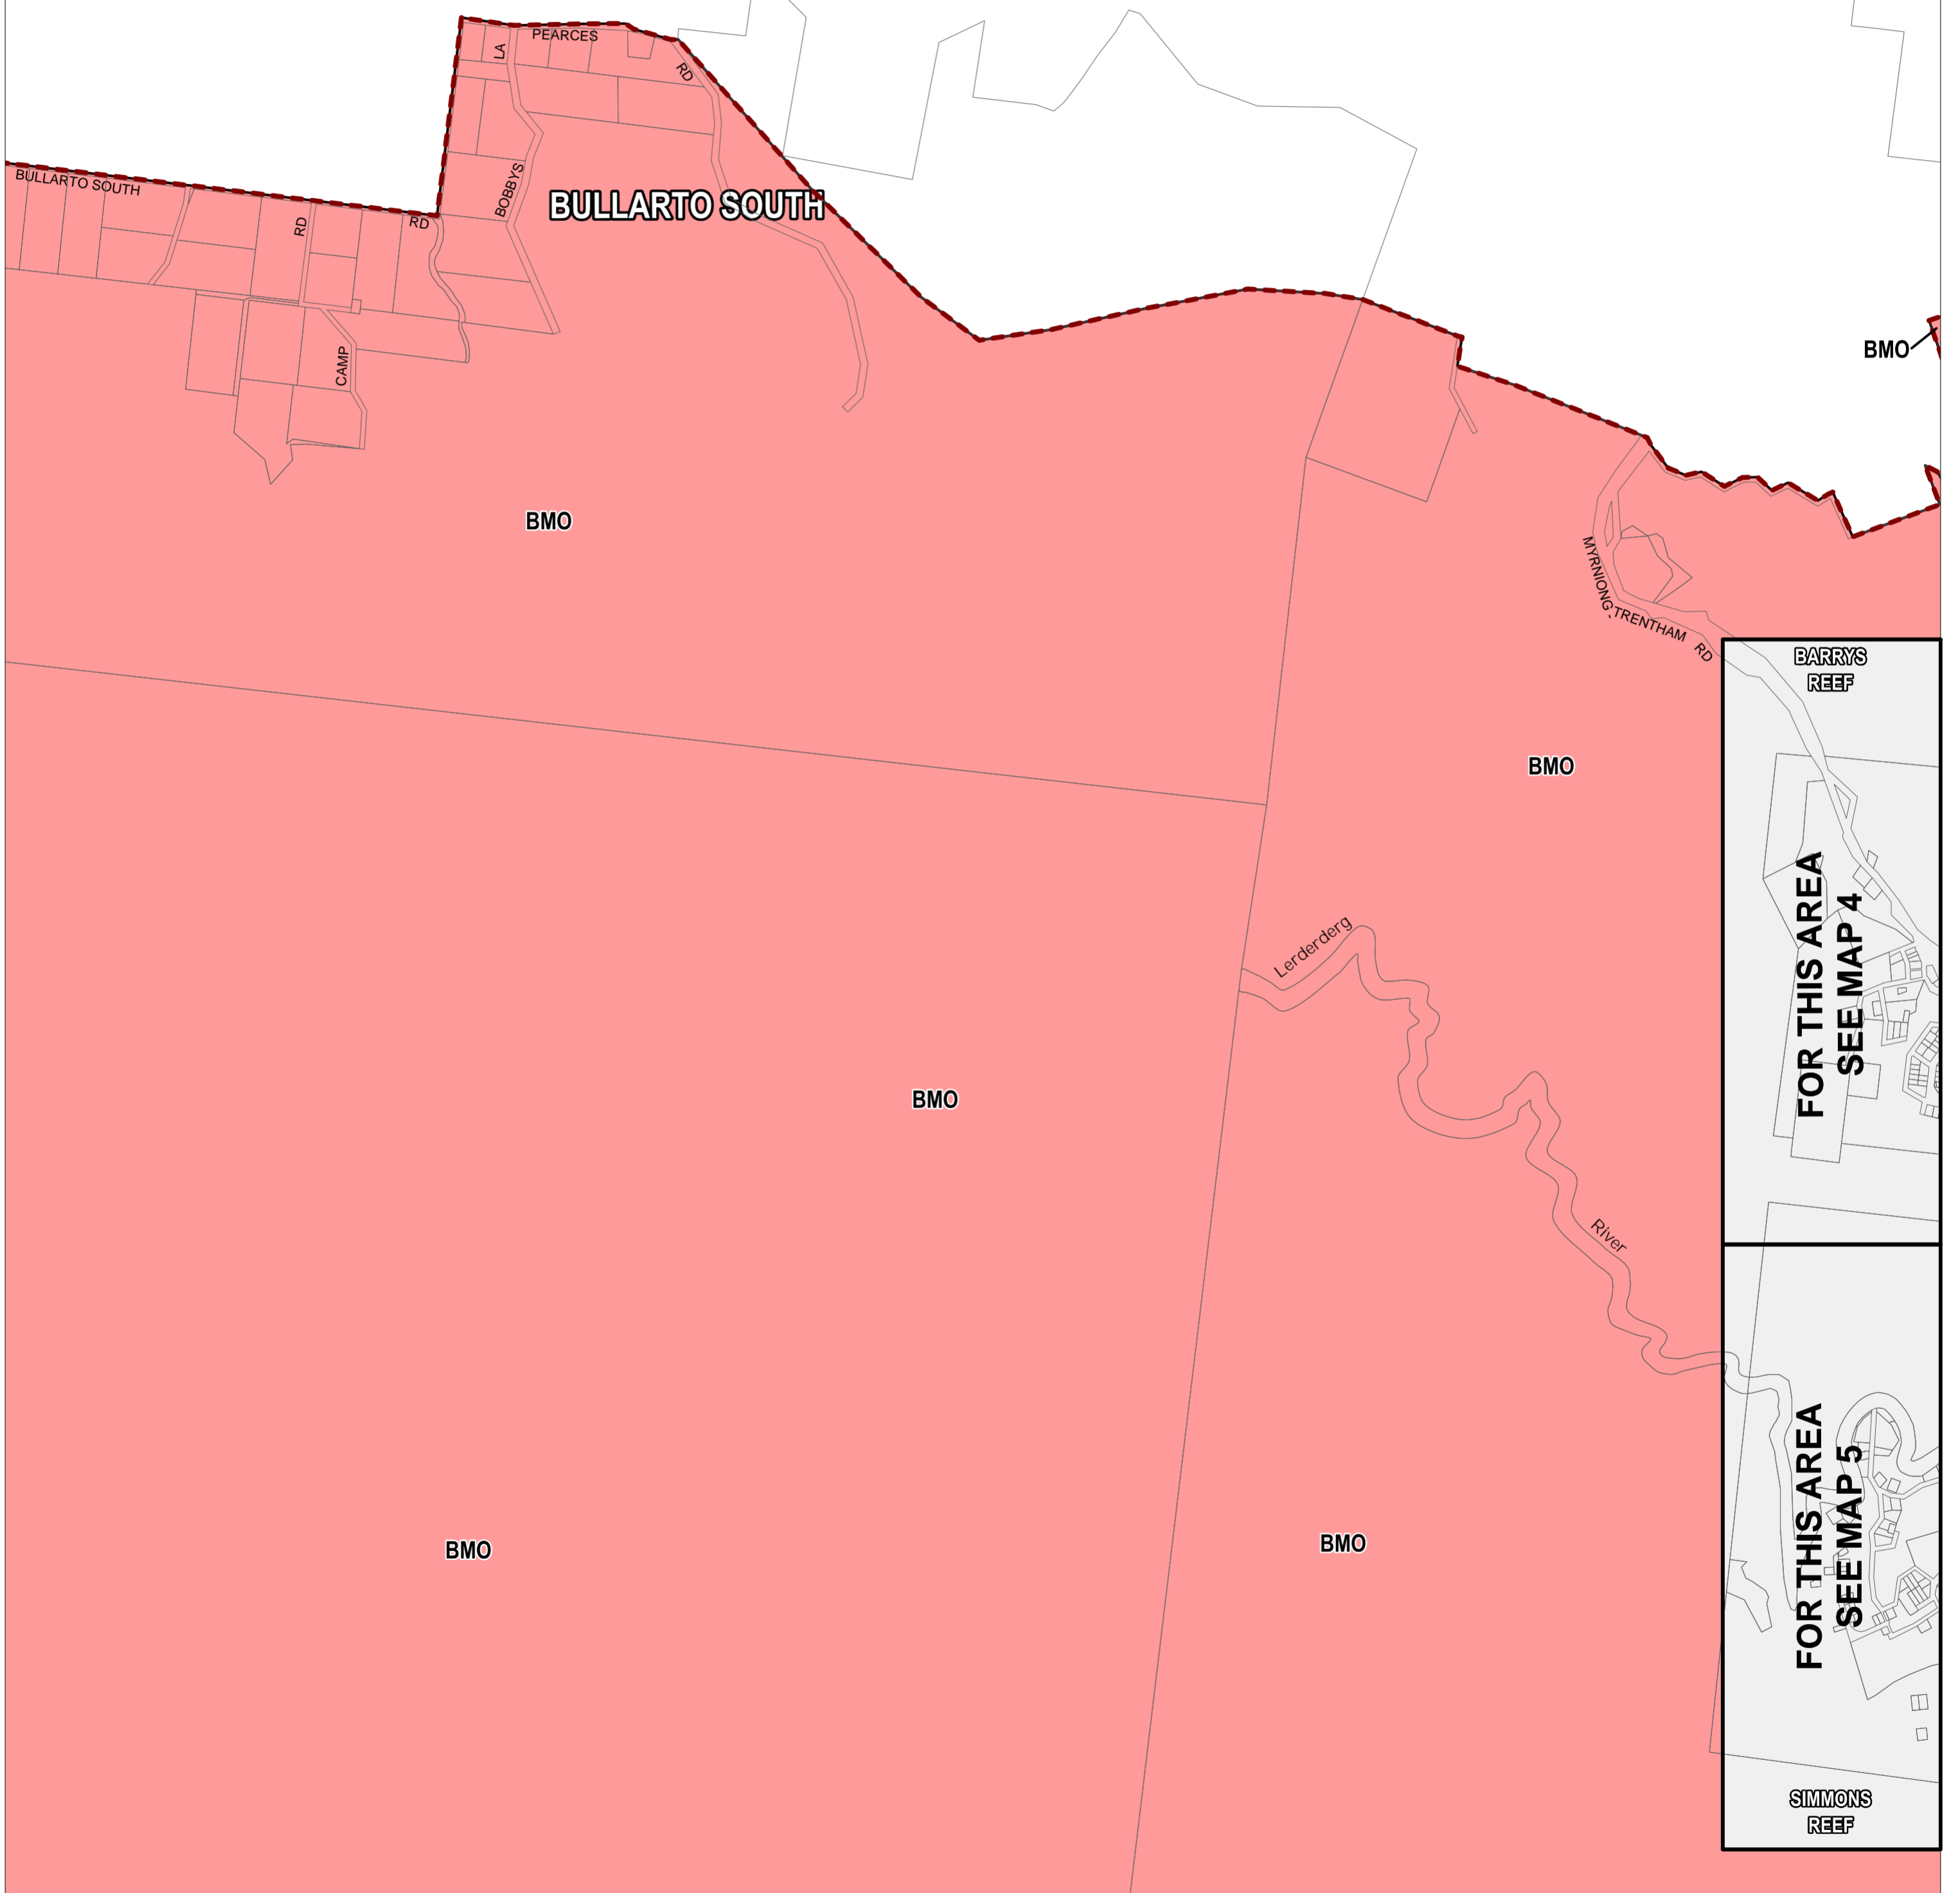 PEARCES
LA
RD
BULLARTO SOUTH
BOBBYS
BULLARTO SOUTH
RD
RD
BMO
CAMP
BMO
MYRNIONG -
TRENTHAM
RD
BARRYS
REEF
BMO
FOR THIS AREA
SEE MAP 4
Lerderderg
BMO
River
FOR THIS AREA
SEE MAP 5
BMO
BMO
SIMMONS
REEF